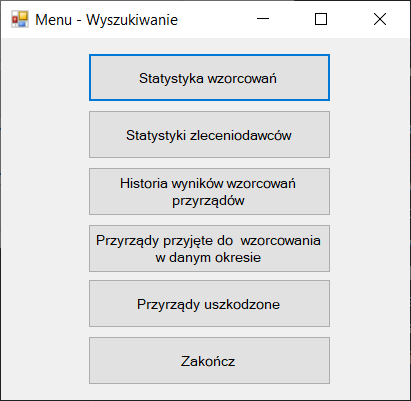 Menu - Wyszukiwanie
Statystyka wzorcowań
Statystyki zleceniodawców
Historia wyników wzorcowań
przyrządów
Przyrządy przyjęte do  wzorcowania
w danym okresie
Przyrządy uszkodzone
Zakończ